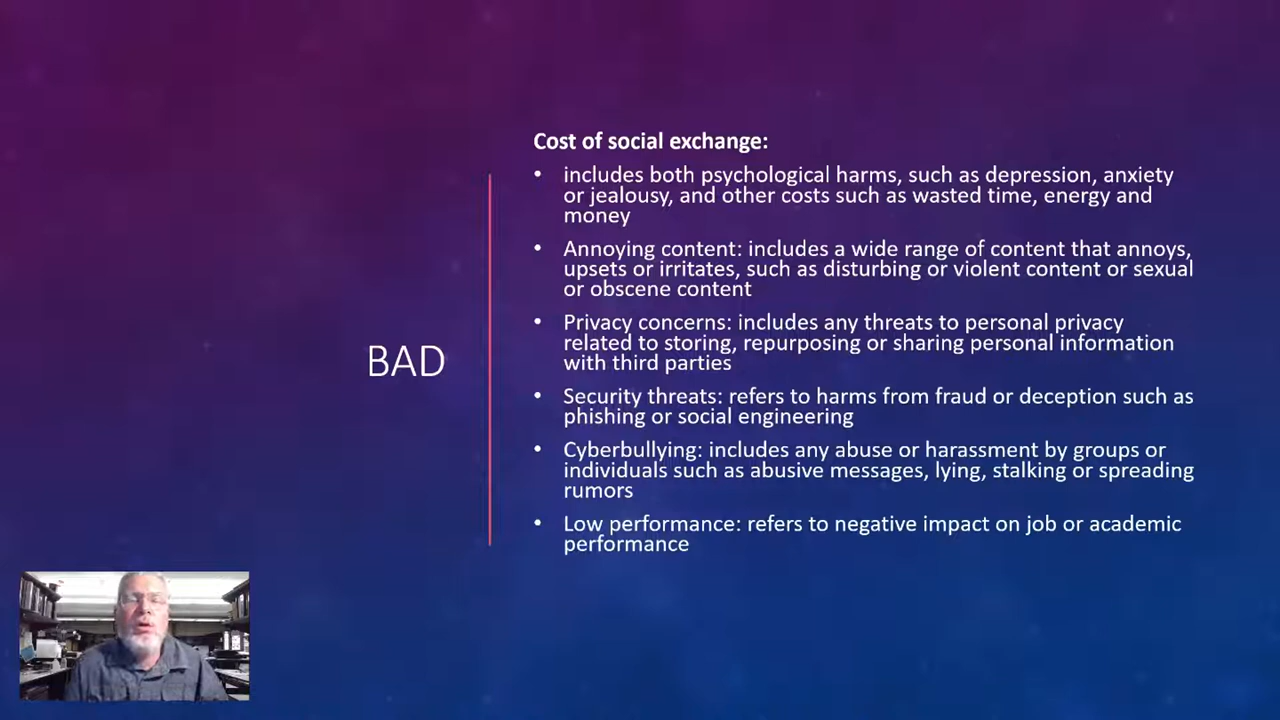 BAD
Cost of social exchange:
• includes both psychological harms, such as depression, anxiety
or jealousy, and other costs such as wasted time, energy and
money
• Annoying content: includes a wide range of content that annoys,
upsets or irritates, such as disturbing or violent content or sexual
or obscene content
• Privacy concerns: includes any threats to personal privacy
related to storing, repurposing or sharing personal information
with third parties
• Security threats: refers to harms from fraud or deception such as
phishing or social engineering
• Cyberbullying: includes any abuse or harassment by groups or
individuals such as abusive messages, lying, stalking or spreading
rumors
• Low performance: refers to negative impact on job or academic
performance